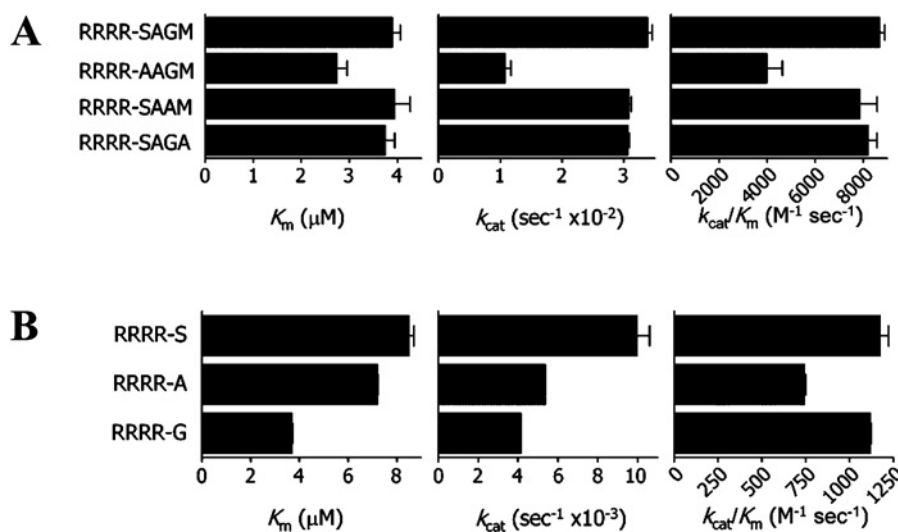 A
RRRR-SAGM
RRRR-AAGM
RRRR-SAAM
RRRR-SAGA
0 1 2 3 4
0 1 2 3
0 2000 4000 6000 8000
Km (μM)
kcat (sec-1 x10-2)
kcat/Km (M-1 sec-1)
B
RRRR-S
RRRR-A
RRRR-G
0 2 4 6 8
0 2 4 6 8 10
0 250 500 750 1000 1250
Km (μM)
kcat (sec-1 x10-3)
kcat/Km (M-1 sec-1)